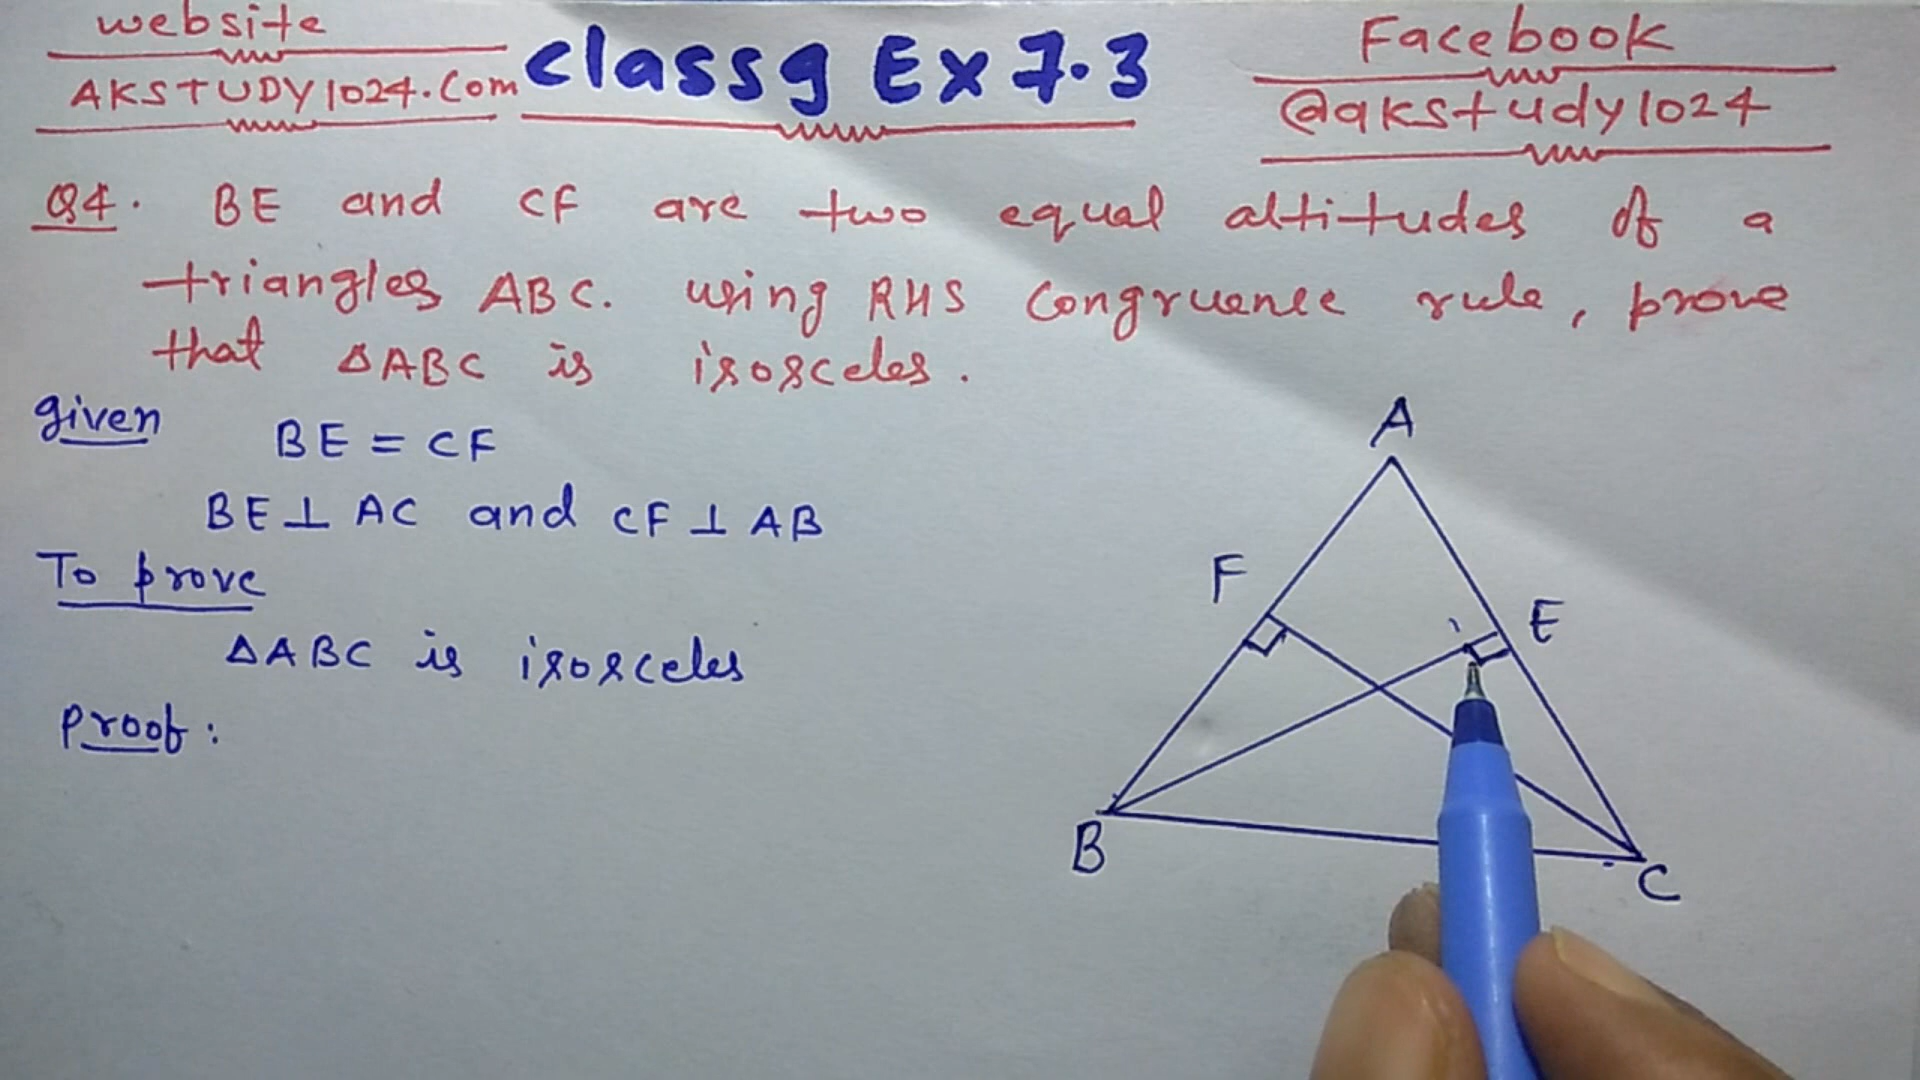 website
AKSTUDY1024.Com
class9 Ex 7.3
Facebook
@akstudy1024
Q4. BE and CF are two equal altitudes of a
triangles ABC. using RHS Congruence rule, prove
that ΔABC is isosceles.
given BE = CF
BE ⊥ AC and CF ⊥ AB
To prove
ΔABC is isosceles
Proof:
A
F
E
B
C